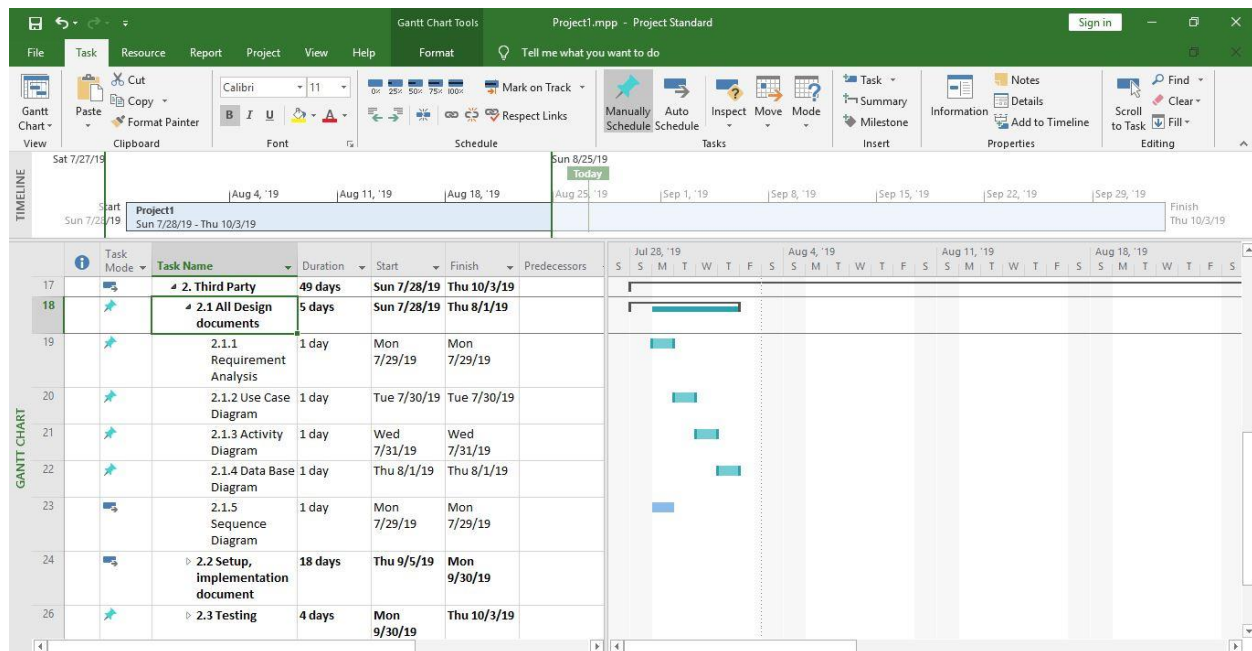 Gantt Chart Tools Project1.mpp - Project Standard Sign in
File Task Resource Report Project View Help Format Tell me what you want to do
Gantt Chart
View
Paste
Cut
Copy
Format Painter
Clipboard
Calibri 11
B I U A
Font
0% 25% 50% 75% 100%
Mark on Track
Respect Links
Schedule
Manually Schedule
Auto Schedule
Inspect
Move
Mode
Tasks
Task
Summary
Milestone
Insert
Information
Notes
Details
Add to Timeline
Properties
Scroll to Task
Find
Clear
Fill
Editing
TIMELINE
Sat 7/27/19 Sun 8/25/19
Today
Aug 4, '19 Aug 11, '19 Aug 18, '19 Aug 25, '19 Sep 1, '19 Sep 8, '19 Sep 15, '19 Sep 22, '19 Sep 29, '19
Start
Sun 7/28/19
Project1
Sun 7/28/19 - Thu 10/3/19
Finish
Thu 10/3/19
GANTT CHART
Task Mode Task Name Duration Start Finish Predecessors
Jul 28, '19 Aug 4, '19 Aug 11, '19 Aug 18, '19
S S M T W T F S S M T W T F S S M T W T F S S M T W T F S
17 2. Third Party 49 days Sun 7/28/19 Thu 10/3/19
18 2.1 All Design documents 5 days Sun 7/28/19 Thu 8/1/19
19 2.1.1 Requirement Analysis 1 day Mon 7/29/19 Mon 7/29/19
20 2.1.2 Use Case Diagram 1 day Tue 7/30/19 Tue 7/30/19
21 2.1.3 Activity Diagram 1 day Wed 7/31/19 Wed 7/31/19
22 2.1.4 Data Base Diagram 1 day Thu 8/1/19 Thu 8/1/19
23 2.1.5 Sequence Diagram 1 day Mon 7/29/19 Mon 7/29/19
24 2.2 Setup, implementation document 18 days Thu 9/5/19 Mon 9/30/19
26 2.3 Testing 4 days Mon 9/30/19 Thu 10/3/19